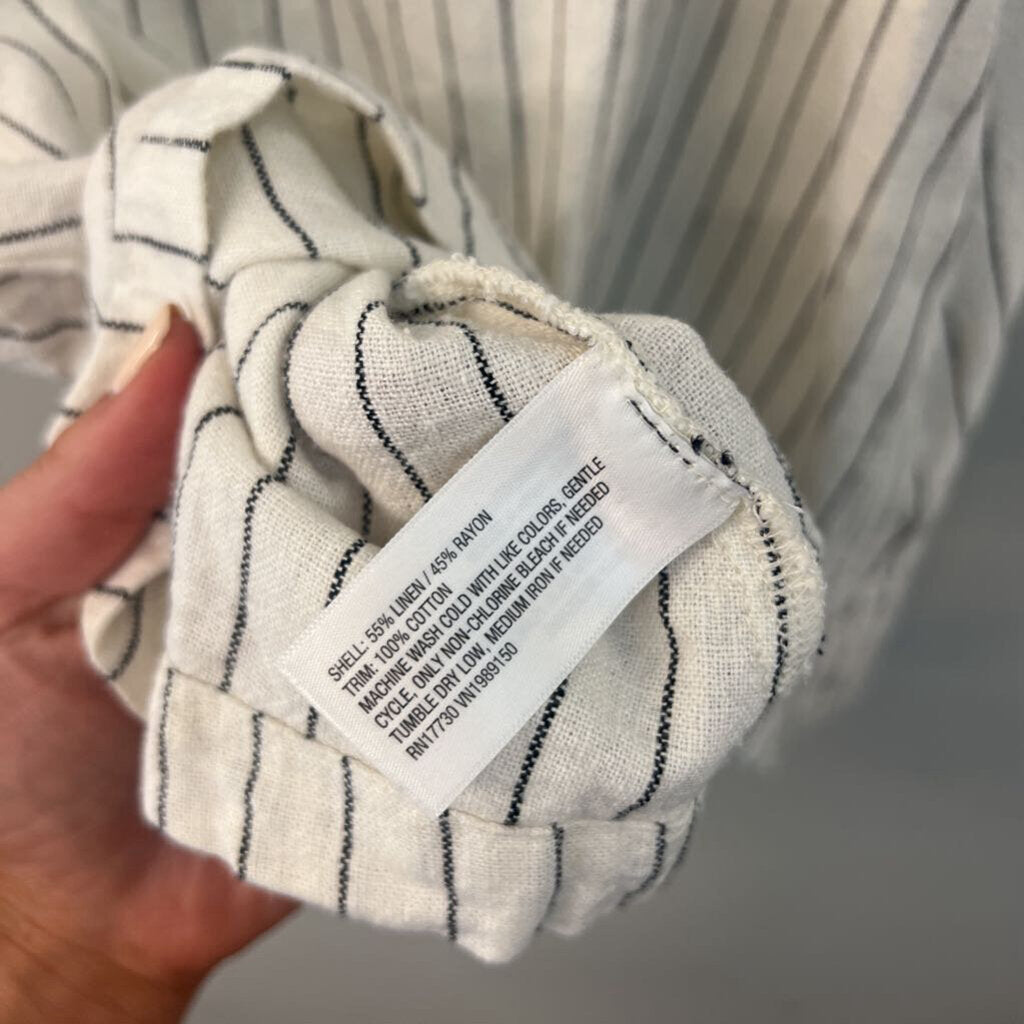 SHELL: 55% LINEN / 45% RAYON
TRIM: 100% COTTON
MACHINE WASH COLD WITH LIKE COLORS, GENTLE
CYCLE, ONLY NON-CHLORINE BLEACH IF NEEDED
TUMBLE DRY LOW, MEDIUM IRON IF NEEDED
RN17730 VN1989150